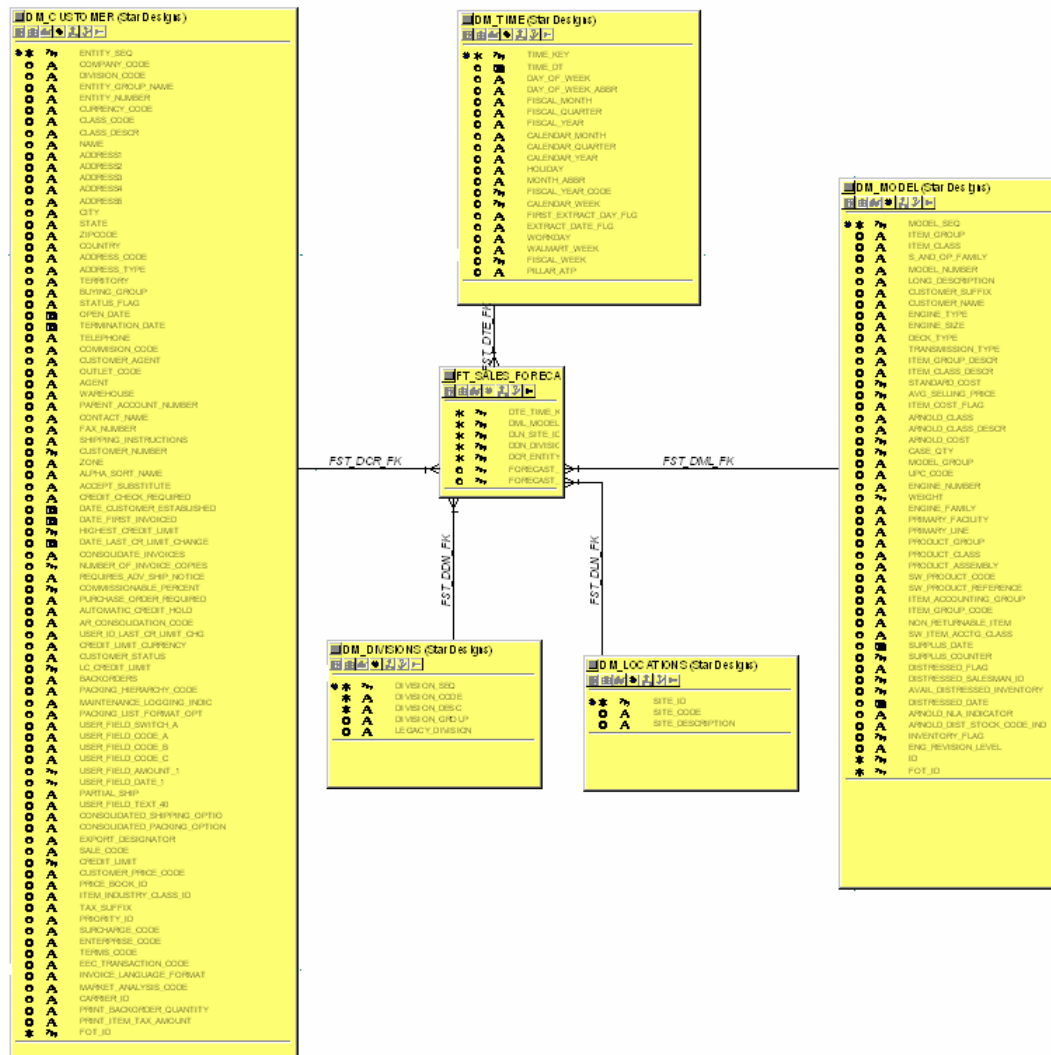 DM_CUSTOMER (Star Designs)
ENTITY_SEQ
COMPANY_CODE
DIVISION_CODE
ENTITY_GROUP_NAME
ENTITY_NUMBER
CURRENCY_CODE
CLASS_CODE
CLASS_DESCR
NAME
ADDRESS1
ADDRESS2
ADDRESS3
ADDRESS4
ADDRESS5
CITY
STATE
ZIPCODE
COUNTRY
ADDRESS_CODE
ADDRESS_TYPE
TERRITORY
BUYING_GROUP
STATUS_FLAG
OPEN_DATE
TERMINATION_DATE
TELEPHONE
COMMISION_CODE
CUSTOMER_AGENT
OUTLET_CODE
AGENT
WAREHOUSE
PARENT_ACCOUNT_NUMBER
CONTACT_NAME
FAX_NUMBER
SHIPPING_INSTRUCTIONS
CUSTOMER_NUMBER
ZONE
ALPHA_SORT_NAME
ACCEPT_SUBSTITUTE
CREDIT_CHECK_REQUIRED
DATE_CUSTOMER_ESTABLISHED
DATE_FIRST_INVOICED
HIGHEST_CREDIT_LIMIT
DATE_LAST_CR_LIMIT_CHANGE
CONSOLIDATE_INVOICES
NUMBER_OF_INVOICE_COPIES
REQUIRES_ADV_SHIP_NOTICE
COMMISSIONABLE_PERCENT
PURCHASE_ORDER_REQUIRED
AUTOMATIC_CREDIT_HOLD
AR_CONSOLIDATION_CODE
USER_ID_LAST_CR_LIMIT_CHG
CREDIT_LIMIT_CURRENCY
CUSTOMER_STATUS
LC_CREDIT_LIMIT
BACKORDERS
PACKING_HIERARCHY_CODE
MAINTENANCE_LOGGING_INDIC
PACKING_LIST_FORMAT_OPT
USER_FIELD_SWITCH_A
USER_FIELD_CODE_A
USER_FIELD_CODE_B
USER_FIELD_CODE_C
USER_FIELD_AMOUNT_1
USER_FIELD_DATE_1
PARTIAL_SHIP
USER_FIELD_TEXT_40
CONSOLIDATED_SHIPPING_OPTIO
CONSOLIDATED_PACKING_OPTION
EXPORT_DESIGNATOR
SALE_CODE
CREDIT_LIMIT
CUSTOMER_PRICE_CODE
PRICE_BOOK_ID
ITEM_INDUSTRY_CLASS_ID
TAX_SUFFIX
PRIORITY_ID
SURCHARGE_CODE
ENTERPRISE_CODE
TERMS_CODE
EEC_TRANSACTION_CODE
INVOICE_LANGUAGE_FORMAT
MARKET_ANALYSIS_CODE
CARRIER_ID
PRINT_BACKORDER_QUANTITY
PRINT_ITEM_TAX_AMOUNT
FOT_ID
DM_TIME (Star Designs)
TIME_KEY
TIME_DT
DAY_OF_WEEK
DAY_OF_WEEK_ABBR
FISCAL_MONTH
FISCAL_QUARTER
FISCAL_YEAR
CALENDAR_MONTH
CALENDAR_QUARTER
CALENDAR_YEAR
HOLIDAY
MONTH_ABBR
FISCAL_YEAR_CODE
CALENDAR_WEEK
FIRST_EXTRACT_DAY_FLG
EXTRACT_DATE_FLG
WORKDAY
WALMART_WEEK
FISCAL_WEEK
PILLAR_ATP
FST_DTE_FK
FT_SALES_FORECA
DTE_TIME_K
DML_MODEL
DLN_SITE_ID
DDN_DIVISIC
DCR_ENTITY
FORECAST_
FORECAST_
FST_DCR_FK
FST_DML_FK
FST_DDN_FK
FST_DLN_FK
DM_DIVISIONS (Star Designs)
DIVISION_SEQ
DIVISION_CODE
DIVISION_DESC
DIVISION_GROUP
LEGACY_DIVISION
DM_LOCATIONS (Star Designs)
SITE_ID
SITE_CODE
SITE_DESCRIPTION
DM_MODEL (Star Designs)
MODEL_SEQ
ITEM_GROUP
ITEM_CLASS
S_AND_OP_FAMILY
MODEL_NUMBER
LONG_DESCRIPTION
CUSTOMER_SUFFIX
CUSTOMER_NAME
ENGINE_TYPE
ENGINE_SIZE
DECK_TYPE
TRANSMISSION_TYPE
ITEM_GROUP_DESCR
ITEM_CLASS_DESCR
STANDARD_COST
AVG_SELLING_PRICE
ITEM_COST_FLAG
ARNOLD_CLASS
ARNOLD_CLASS_DESCR
ARNOLD_COST
CASE_QTY
MODEL_GROUP
UPC_CODE
ENGINE_NUMBER
WEIGHT
ENGINE_FAMILY
PRIMARY_FACILITY
PRIMARY_LINE
PRODUCT_GROUP
PRODUCT_CLASS
PRODUCT_ASSEMBLY
SW_PRODUCT_CODE
SW_PRODUCT_REFERENCE
ITEM_ACCOUNTING_GROUP
ITEM_GROUP_CODE
NON_RETURNABLE_ITEM
SW_ITEM_ACCTG_CLASS
SURPLUS_DATE
SURPLUS_COUNTER
DISTRESSED_FLAG
DISTRESSED_SALESMAN_ID
AVAIL_DISTRESSED_INVENTORY
DISTRESSED_DATE
ARNOLD_NLA_INDICATOR
ARNOLD_DIST_STOCK_CODE_IND
INVENTORY_FLAG
ENG_REVISION_LEVEL
ID
FOT_ID